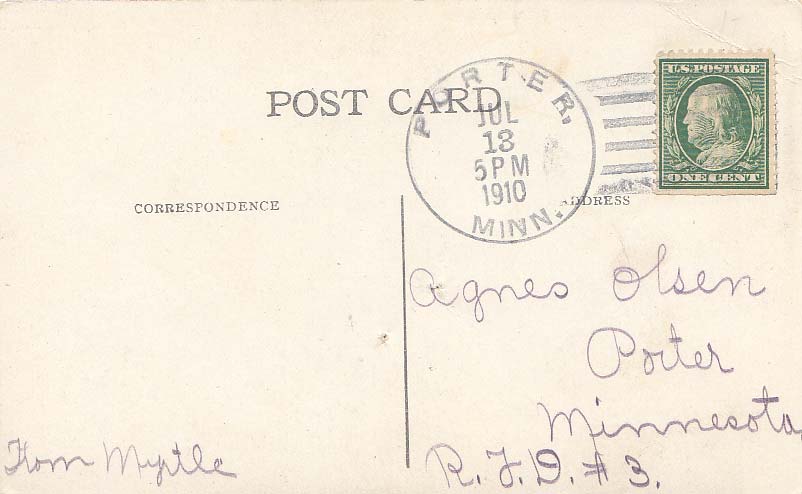 POST CARD
PORTER,
JUL
13
5 PM
1910
MINN.
U.S. POSTAGE
ONE CENT
CORRESPONDENCE
ADDRESS
Agnes Olsen
Porter
Minnesota,
R.F.D. # 3.
From Myrtle